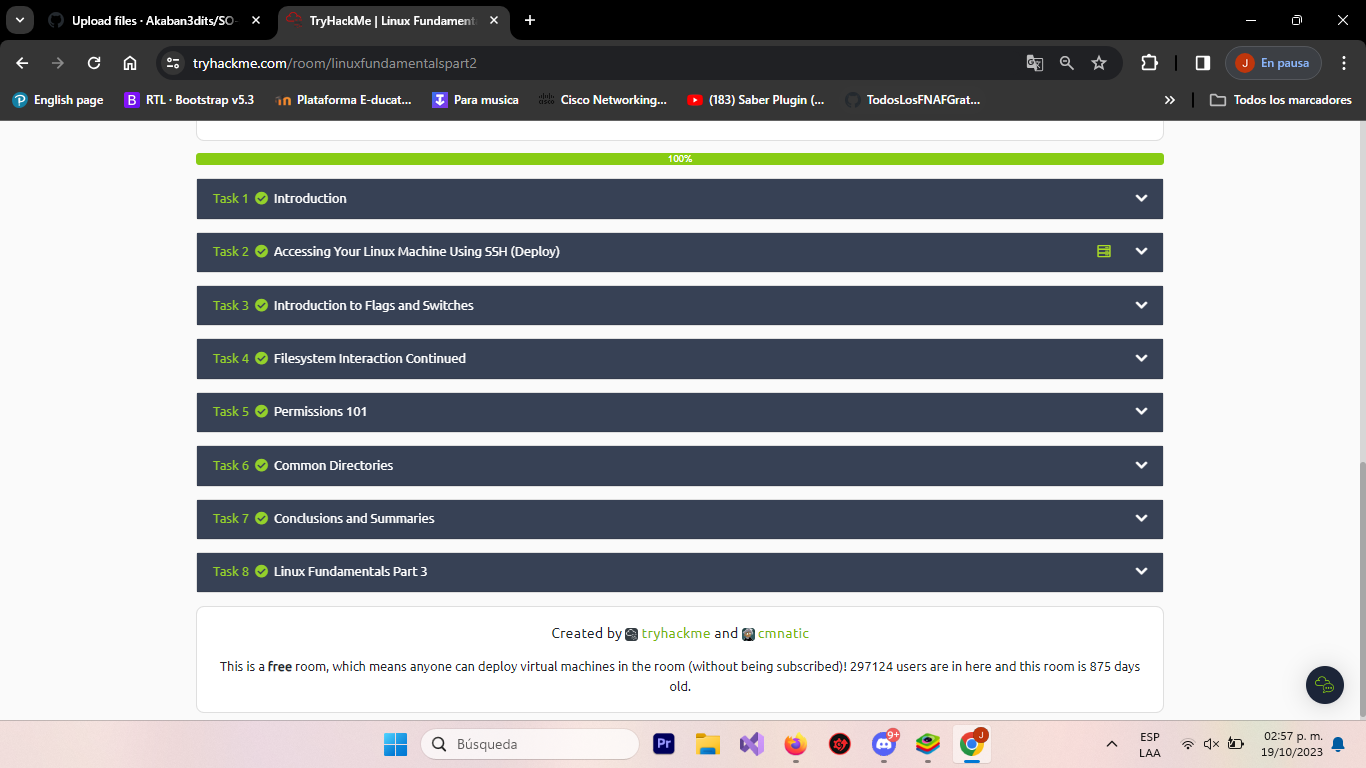 Upload files · Akaban3dits/SO-
TryHackMe | Linux Fundament
tryhackme.com/room/linuxfundamentalspart2
J En pausa
English page
B RTL · Bootstrap v5.3
Plataforma E-ducat...
Para musica
Cisco Networking...
(183) Saber Plugin (...
TodosLosFNAFGrat...
Todos los marcadores
100%
Task 1 Introduction
Task 2 Accessing Your Linux Machine Using SSH (Deploy)
Task 3 Introduction to Flags and Switches
Task 4 Filesystem Interaction Continued
Task 5 Permissions 101
Task 6 Common Directories
Task 7 Conclusions and Summaries
Task 8 Linux Fundamentals Part 3
Created by tryhackme and cmnatic
This is a free room, which means anyone can deploy virtual machines in the room (without being subscribed)! 297124 users are in here and this room is 875 days
old.
Búsqueda
Pr
9+
J
ESP
LAA
02:57 p. m.
19/10/2023